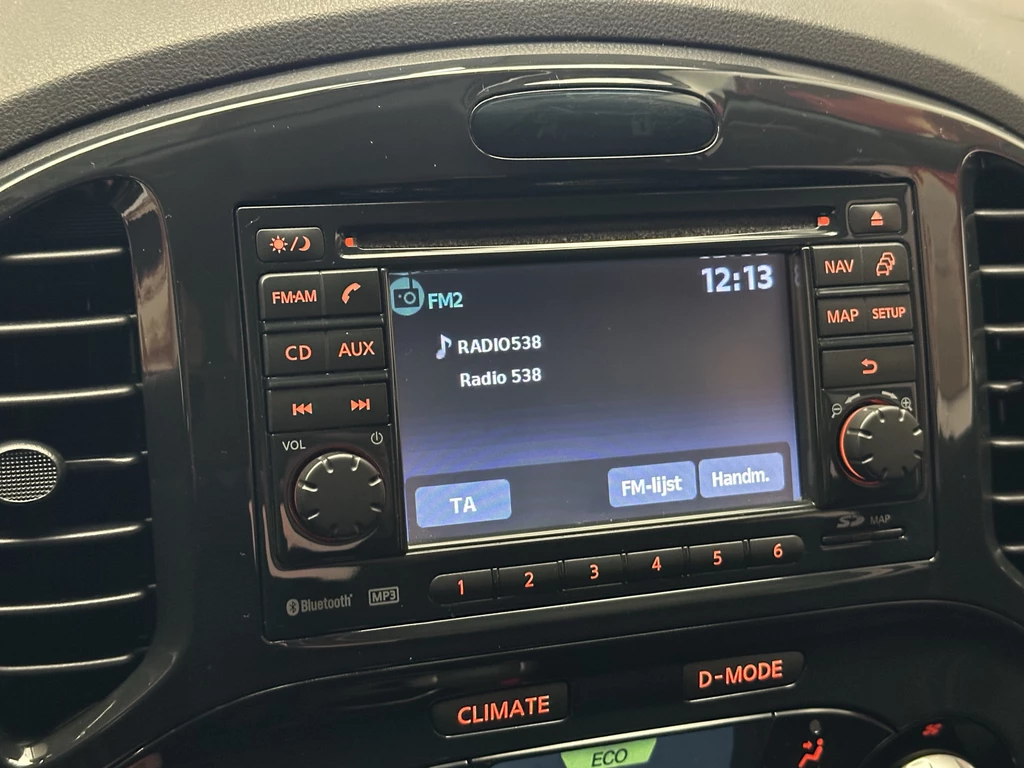 FM2
12:13
RADIO538
Radio 538
TA
FM-lijst
Handm.
FM·AM
CD
AUX
VOL
NAV
MAP
SETUP
SD MAP
1 2 3 4 5 6
Bluetooth®
MP3
CLIMATE
D-MODE
ECO